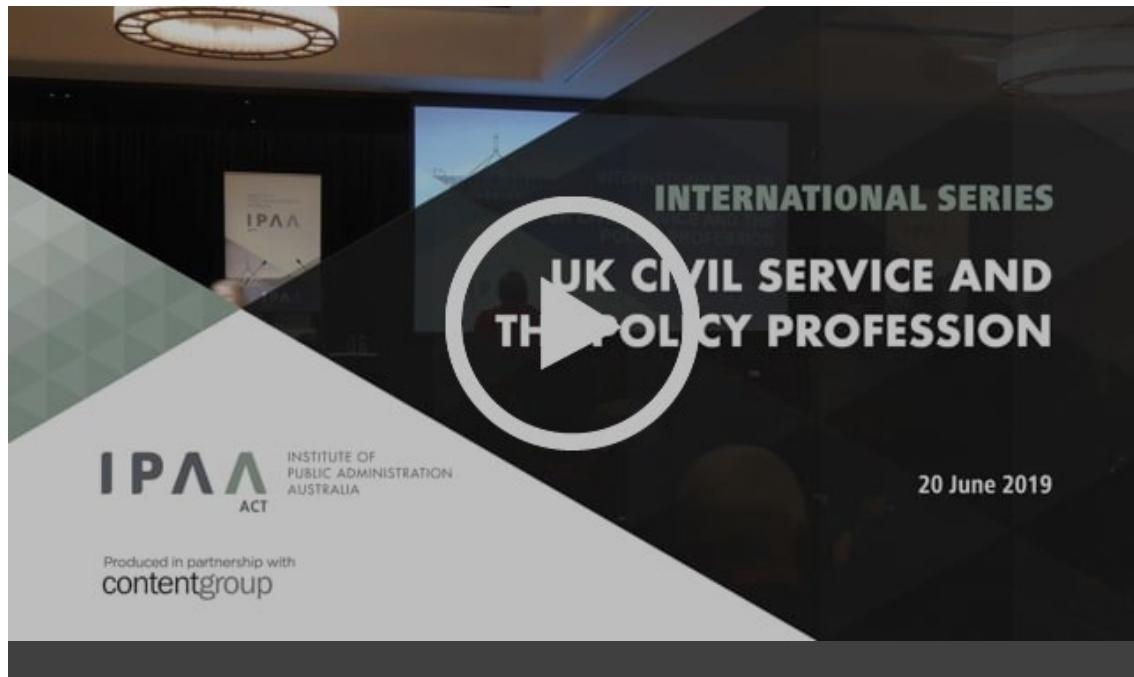 INTERNATIONAL SERIES
UK CIVIL SERVICE AND
POLICY PROFESSION
20 June 2019
IPAA
IPAA
ACT
INSTITUTE OF
PUBLIC ADMINISTRATION
AUSTRALIA
Produced in partnership with
contentgroup